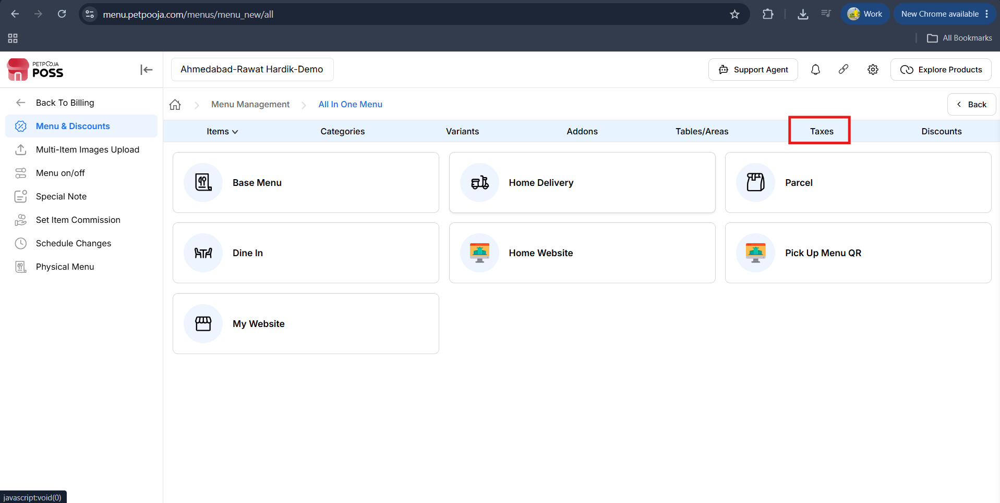 menu.petpooja.com/menus/menu_new/all
Work
New Chrome available
All Bookmarks
PETPOOJA
POSS
Ahmedabad-Rawat Hardik-Demo
Support Agent
Explore Products
Back To Billing
Menu & Discounts
Multi-Item Images Upload
Menu on/off
Special Note
Set Item Commission
Schedule Changes
Physical Menu
Menu Management
All In One Menu
Back
Items
Categories
Variants
Addons
Tables/Areas
Taxes
Discounts
Base Menu
Home Delivery
Parcel
Dine In
Home Website
Pick Up Menu QR
My Website
javascript:void(0)